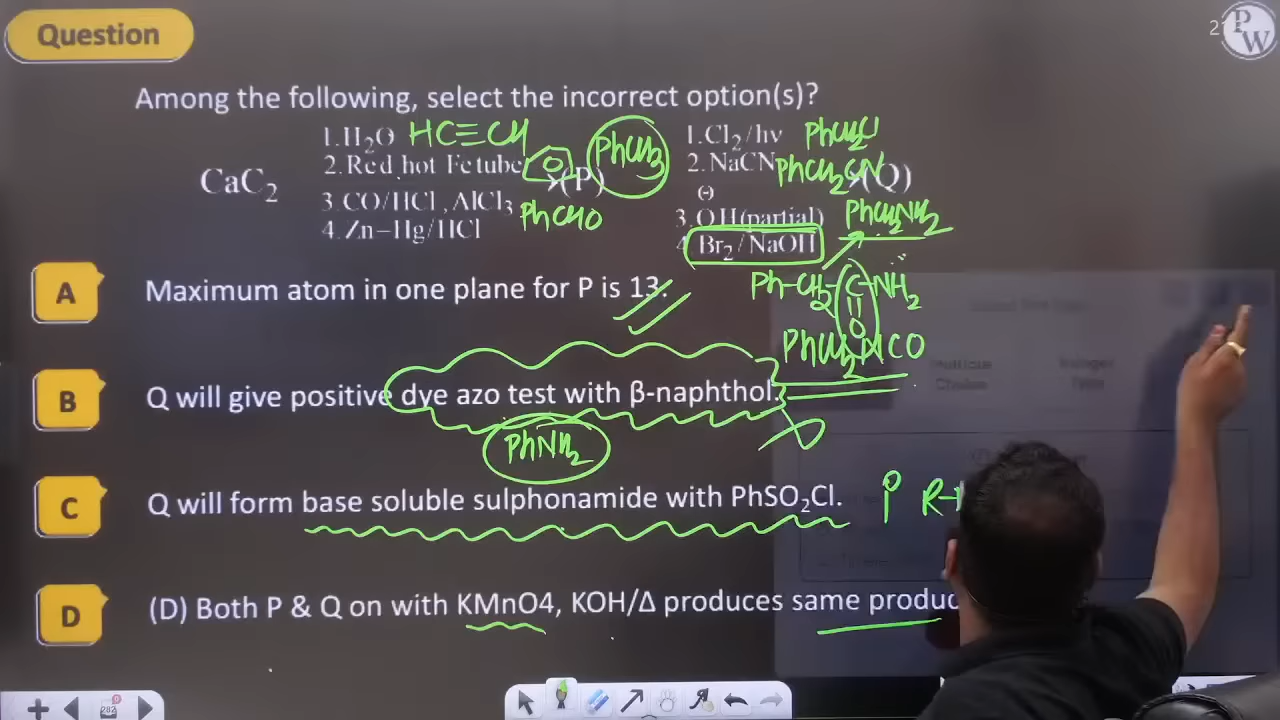 Question
PW
Among the following, select the incorrect option(s)?
CaC₂
1.H₂O HC≡CH
2.Red hot Fe tube
3.CO/HCl ,AlCl₃ PhCHO
4.Zn–Hg/HCl
(P)
PhCH₃
1.Cl₂/hν PhCH₂Cl
2.NaCN PhCH₂CN
⊖
3.OH(partial) PhCH₂NH₂
4. Br₂/NaOH
(Q)
Ph-CH₂-C-NH₂
O
PhCH₂NCO
A Maximum atom in one plane for P is 13.
B Q will give positive dye azo test with β-naphthol.
PhNH₂
C Q will form base soluble sulphonamide with PhSO₂Cl.
D (D) Both P & Q on with KMnO4, KOH/Δ produces same
282